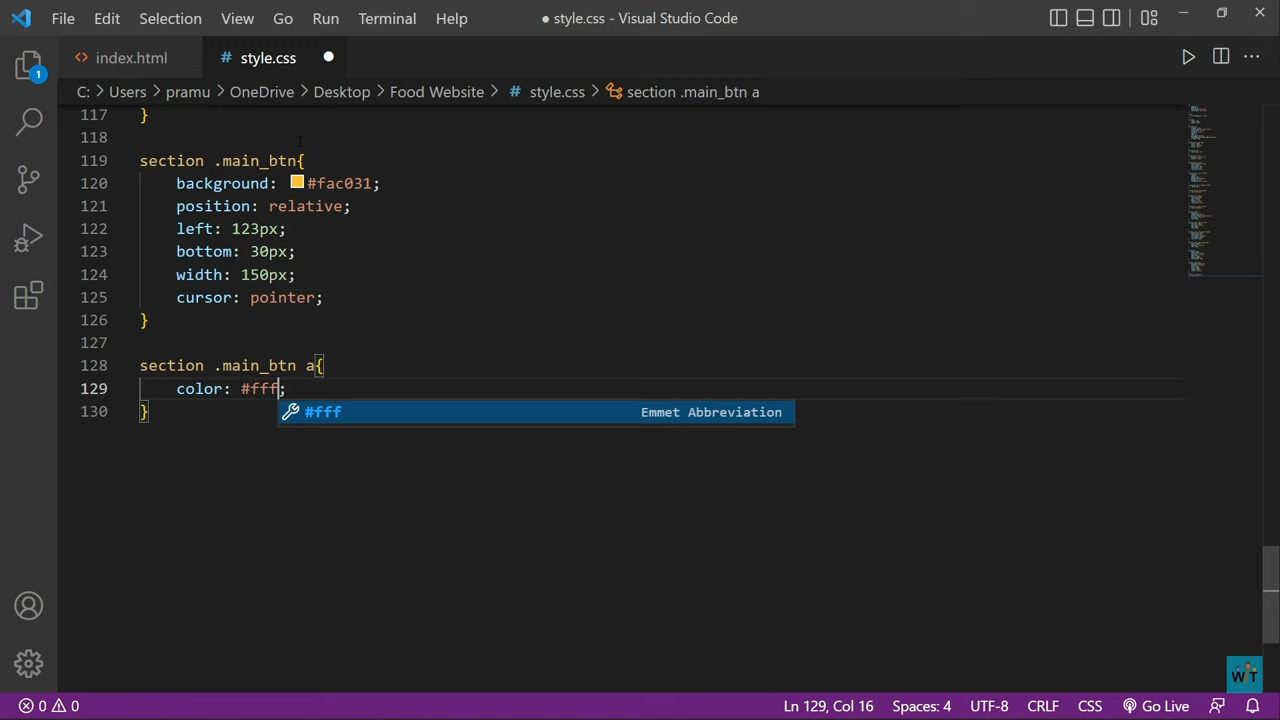 File Edit Selection View Go Run Terminal Help ● style.css - Visual Studio Code
index.html # style.css
C: > Users > pramu > OneDrive > Desktop > Food Website > # style.css > section .main_btn a
117 }
118
119 section .main_btn{
120 background: #fac031;
121 position: relative;
122 left: 123px;
123 bottom: 30px;
124 width: 150px;
125 cursor: pointer;
126 }
127
128 section .main_btn a{
129 color: #fff;
#fff Emmet Abbreviation
130 }
1
WT
0 0 Ln 129, Col 16 Spaces: 4 UTF-8 CRLF CSS Go Live